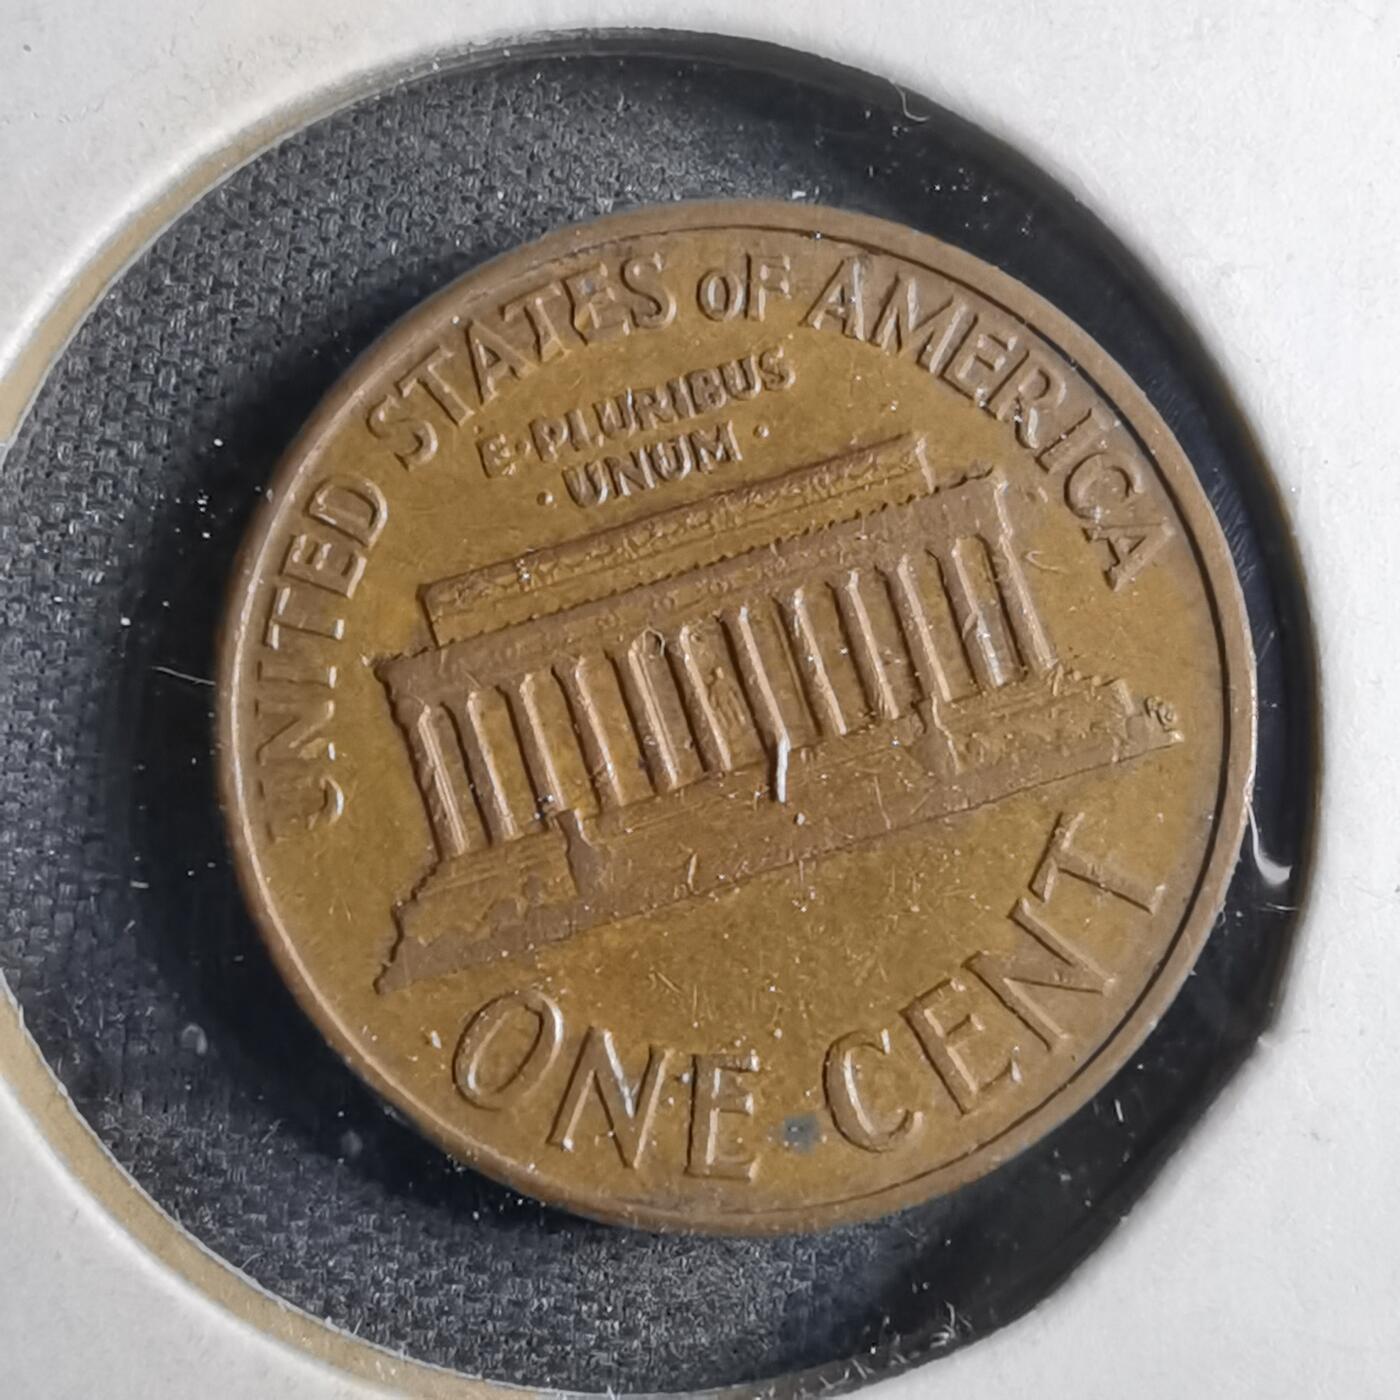 UNITED STATES oF AMERICA
E·PLURIBUS
·UNUM·
ONE CENT